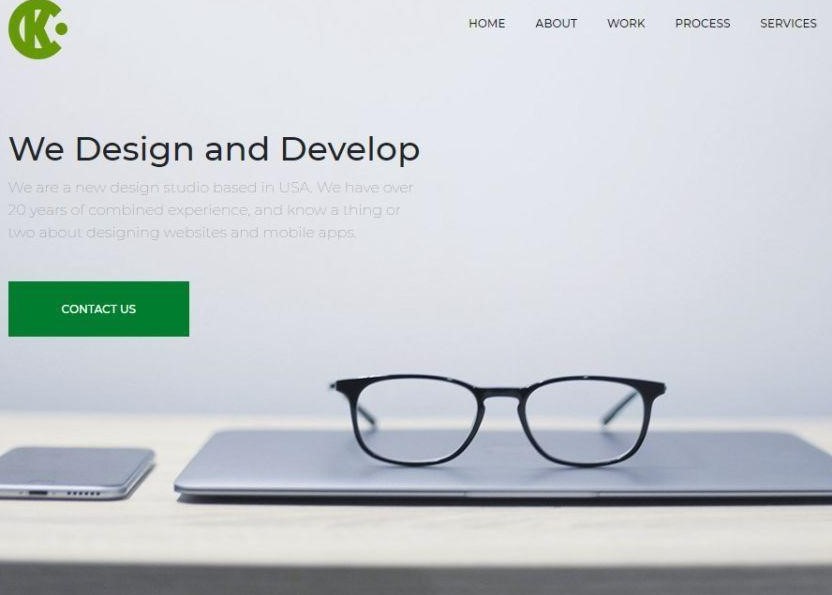 CK
HOME ABOUT WORK PROCESS SERVICES
We Design and Develop
We are a new design studio based in USA. We have over
20 years of combined experience, and know a thing or
two about designing websites and mobile apps.
CONTACT US